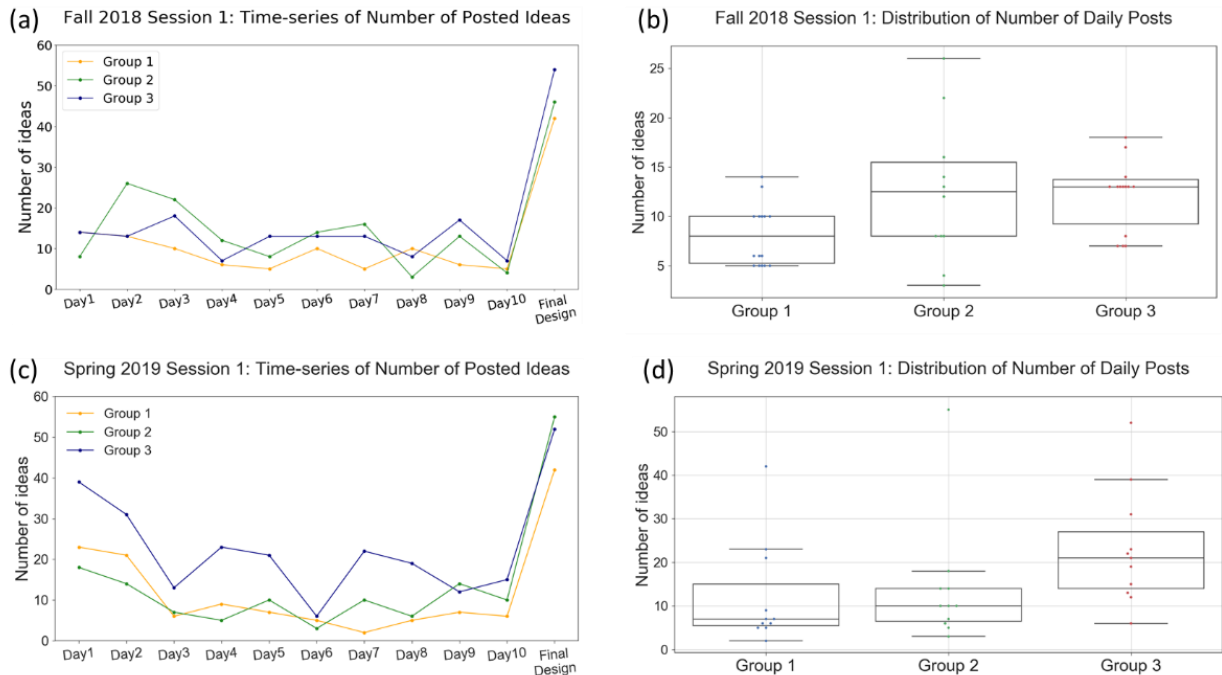 (a)
Fall 2018 Session 1: Time-series of Number of Posted Ideas
60
50
40
30
20
10
0
Number of ideas
Group 1
Group 2
Group 3
Day1 Day2 Day3 Day4 Day5 Day6 Day7 Day8 Day9 Day10 Final
Design
(b)
Fall 2018 Session 1: Distribution of Number of Daily Posts
25
20
15
10
5
Number of ideas
Group 1 Group 2 Group 3
(c)
Spring 2019 Session 1: Time-series of Number of Posted Ideas
60
50
40
30
20
10
0
Number of ideas
Group 1
Group 2
Group 3
Day1 Day2 Day3 Day4 Day5 Day6 Day7 Day8 Day9 Day10 Final
Design
(d)
Spring 2019 Session 1: Distribution of Number of Daily Posts
50
40
30
20
10
0
Number of ideas
Group 1 Group 2 Group 3